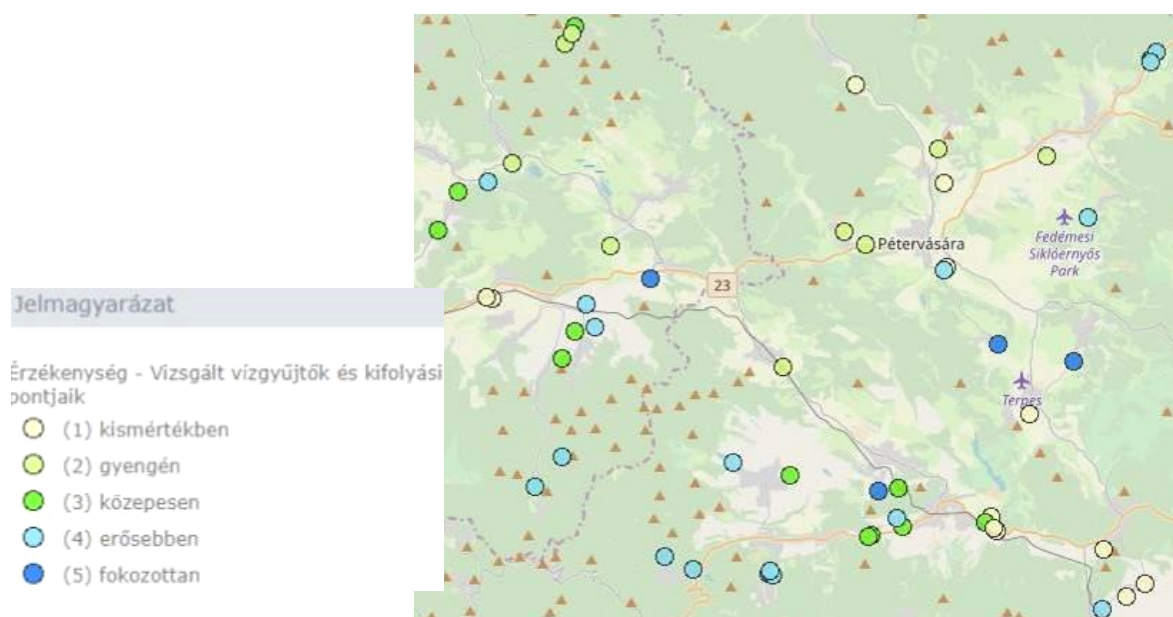 Jelmagyarázat
Érzékenység - Vizsgált vízgyűjtők és kifolyási
pontjaik
(1) kismértékben
(2) gyengén
(3) közepesen
(4) erősebben
(5) fokozottan
Pétervására
Fedémesi
Siklóernyős
Park
23
Terpes